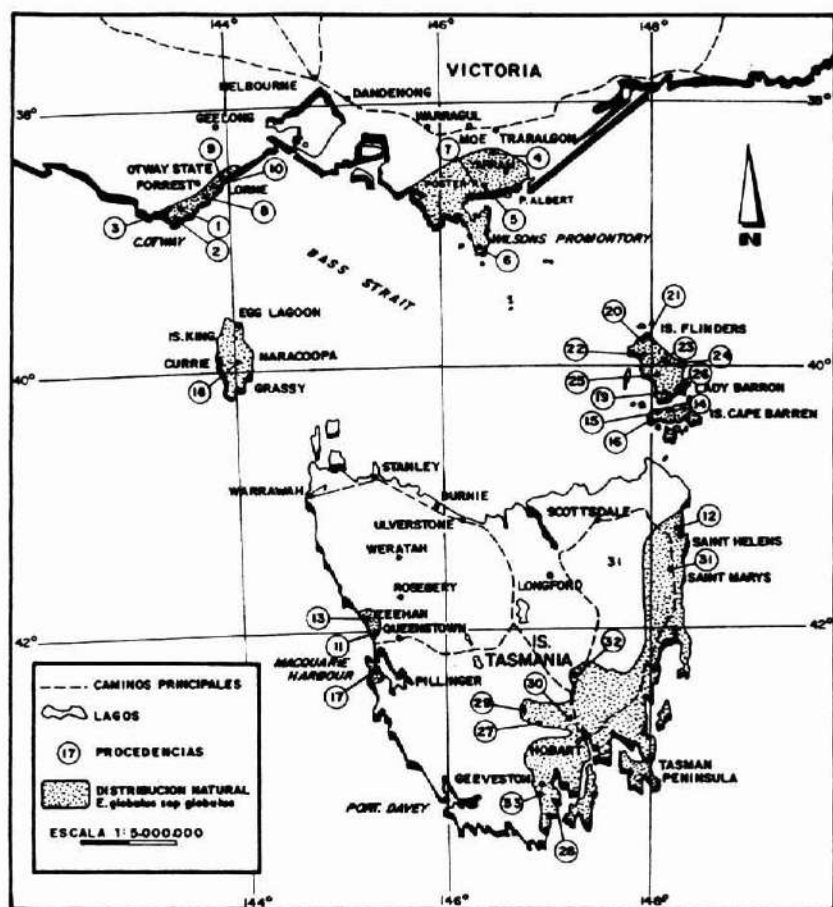 144°
146°
148°
VICTORIA
MELBOURNE
DANDENONG
38°
38°
GEELONG
WARRAGUL
MOE
TRARALGON
7
4
9
OTWAY STATE
FORREST
10
LORNE
8
P. ALBERT
5
3
1
C.OTWAY
2
WILSONS PROMONTORY
6
N
BASS STRAIT
21
20
EGG LAGOON
IS. FLINDERS
IS. KING
22
23
24
NARACOOPA
CURRIE
40°
40°
25
26
18
LADY BARRON
GRASSY
19
14
15
IS. CAPE BARREN
16
STANLEY
WARRAWAH
BURNIE
SCOTTSDALE
12
ULVERSTONE
SAINT HELENS
WERATAH
31
31
LONGFORD
SAINT MARYS
ROSEBERY
13
ZEEHAN
11
QUEENSTOWN
42°
42°
IS.
TASMANIA
32
MACQUARIE
HARBOUR
17
PILLINGER
30
29
27
HOBART
TASMAN
PENINSULA
GEEVESTON
33
PORT. DAVEY
28
CAMINOS PRINCIPALES
LAGOS
17 PROCEDENCIAS
DISTRIBUCION NATURAL
E. globulus ssp globulus
ESCALA 1:5.000.000
144°
146°
148°